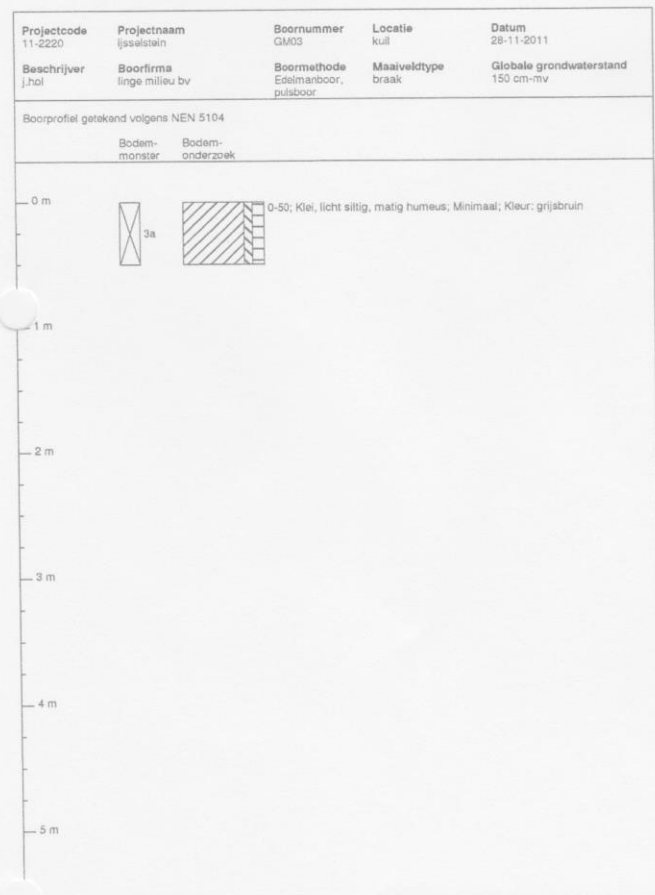 Projectcode Projectnaam Boornummer Locatie Datum
11-2220 Ijsselstein GM03 kuil 28-11-2011
Beschrijver Boorfirma Boormethode Maaiveldtype Globale grondwaterstand
j.hol linge milieu bv Edelmanboor, braak 150 cm-mv
pulsboor
Boorprofiel getekend volgens NEN 5104
Bodem- Bodem-
monster onderzoek
0 m
0-50; Klei, licht siltig, matig humeus; Minimaal; Kleur: grijsbruin
3a
1 m
2 m
3 m
4 m
5 m